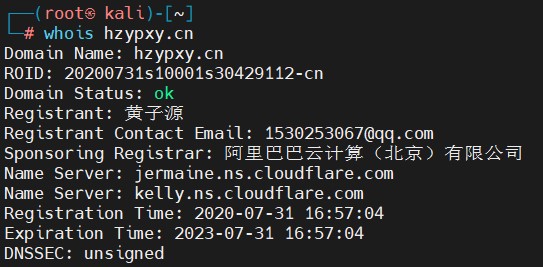 ┌──(root㉿ kali)-[~]
└─# whois hzypxy.cn
Domain Name: hzypxy.cn
ROID: 20200731s10001s30429112-cn
Domain Status: ok
Registrant: 黄子源
Registrant Contact Email: 1530253067@qq.com
Sponsoring Registrar: 阿里巴巴云计算（北京）有限公司
Name Server: jermaine.ns.cloudflare.com
Name Server: kelly.ns.cloudflare.com
Registration Time: 2020-07-31 16:57:04
Expiration Time: 2023-07-31 16:57:04
DNSSEC: unsigned